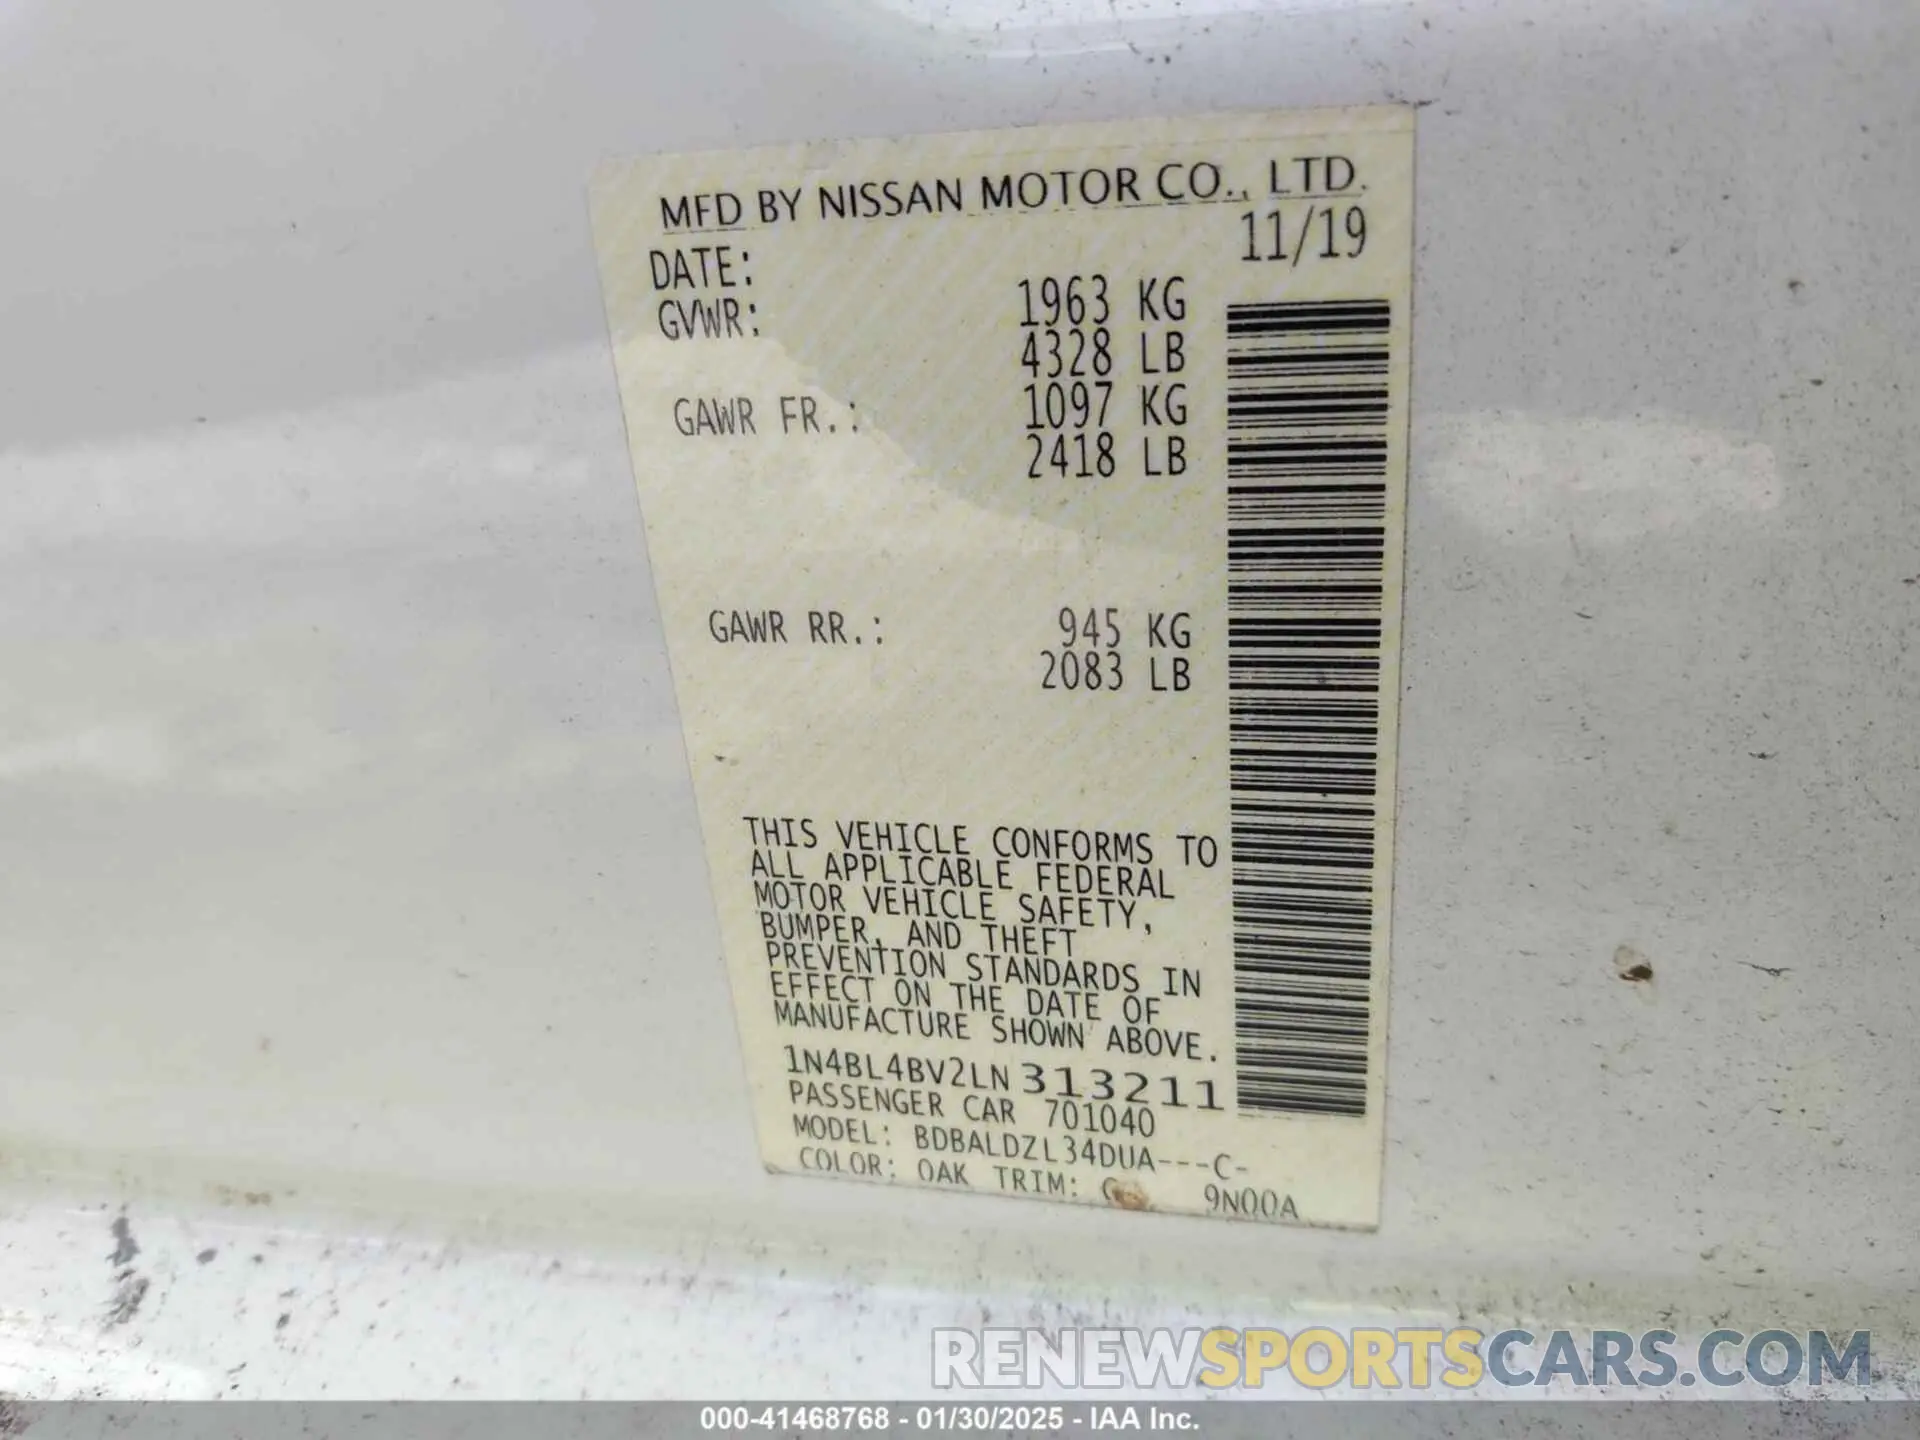 MFD BY NISSAN MOTOR CO., LTD.
DATE: 11/19
GVWR: 1963 KG
4328 LB
GAWR FR.: 1097 KG
2418 LB
GAWR RR.: 945 KG
2083 LB
THIS VEHICLE CONFORMS TO
ALL APPLICABLE FEDERAL
MOTOR VEHICLE SAFETY,
BUMPER, AND THEFT
PREVENTION STANDARDS IN
EFFECT ON THE DATE OF
MANUFACTURE SHOWN ABOVE.
1N4BL4BV2LN313211
PASSENGER CAR 701040
MODEL: BDBALDZL34DUA---C-
COLOR: QAK TRIM: 9N00A
RENEWSPORTSCARS.COM
000-41468768 - 01/30/2025 - IAA Inc.